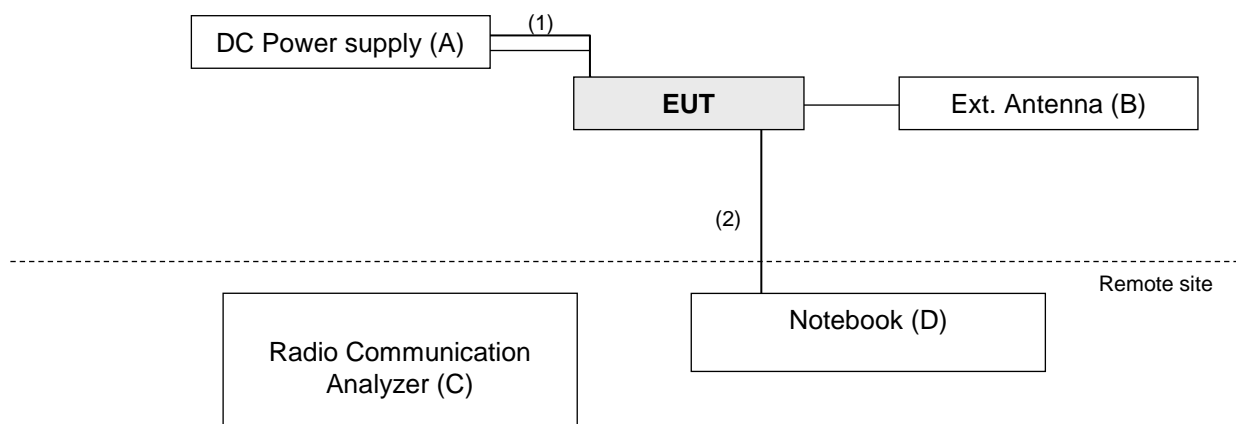 (1)
DC Power supply (A)
EUT
Ext. Antenna (B)
(2)
Remote site
Notebook (D)
Radio Communication
Analyzer (C)